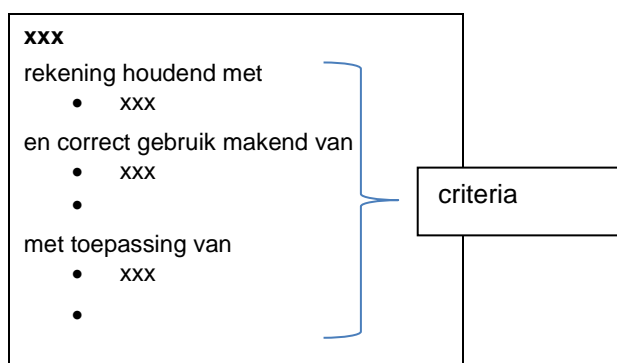 xxx
rekening houdend met
• xxx
en correct gebruik makend van
• xxx
•
met toepassing van
• xxx
•
criteria